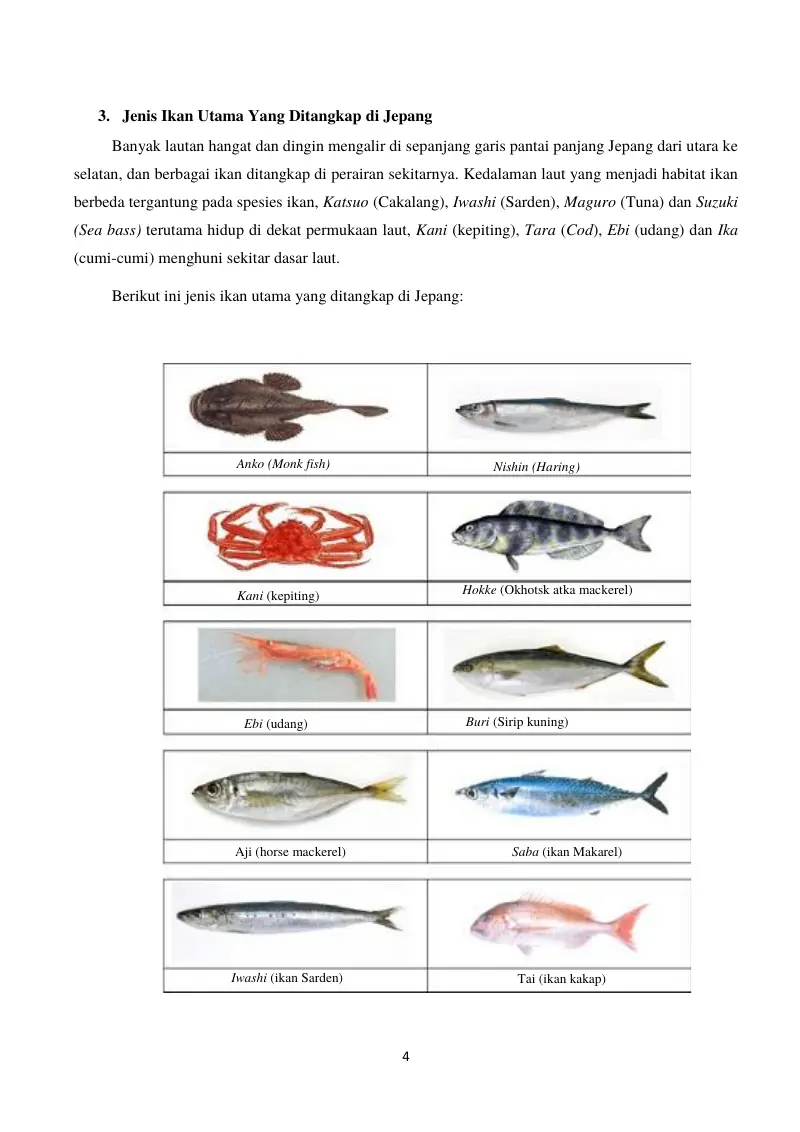 3. Jenis Ikan Utama Yang Ditangkap di Jepang
Banyak lautan hangat dan dingin mengalir di sepanjang garis pantai panjang Jepang dari utara ke
selatan, dan berbagai ikan ditangkap di perairan sekitarnya. Kedalaman laut yang menjadi habitat ikan
berbeda tergantung pada spesies ikan, Katsuo (Cakalang), Iwashi (Sarden), Maguro (Tuna) dan Suzuki
(Sea bass) terutama hidup di dekat permukaan laut, Kani (kepiting), Tara (Cod), Ebi (udang) dan Ika
(cumi-cumi) menghuni sekitar dasar laut.
Berikut ini jenis ikan utama yang ditangkap di Jepang:
Anko (Monk fish)
Nishin (Haring)
Kani (kepiting)
Hokke (Okhotsk atka mackerel)
Ebi (udang)
Buri (Sirip kuning)
Aji (horse mackerel)
Saba (ikan Makarel)
Iwashi (ikan Sarden)
Tai (ikan kakap)
4